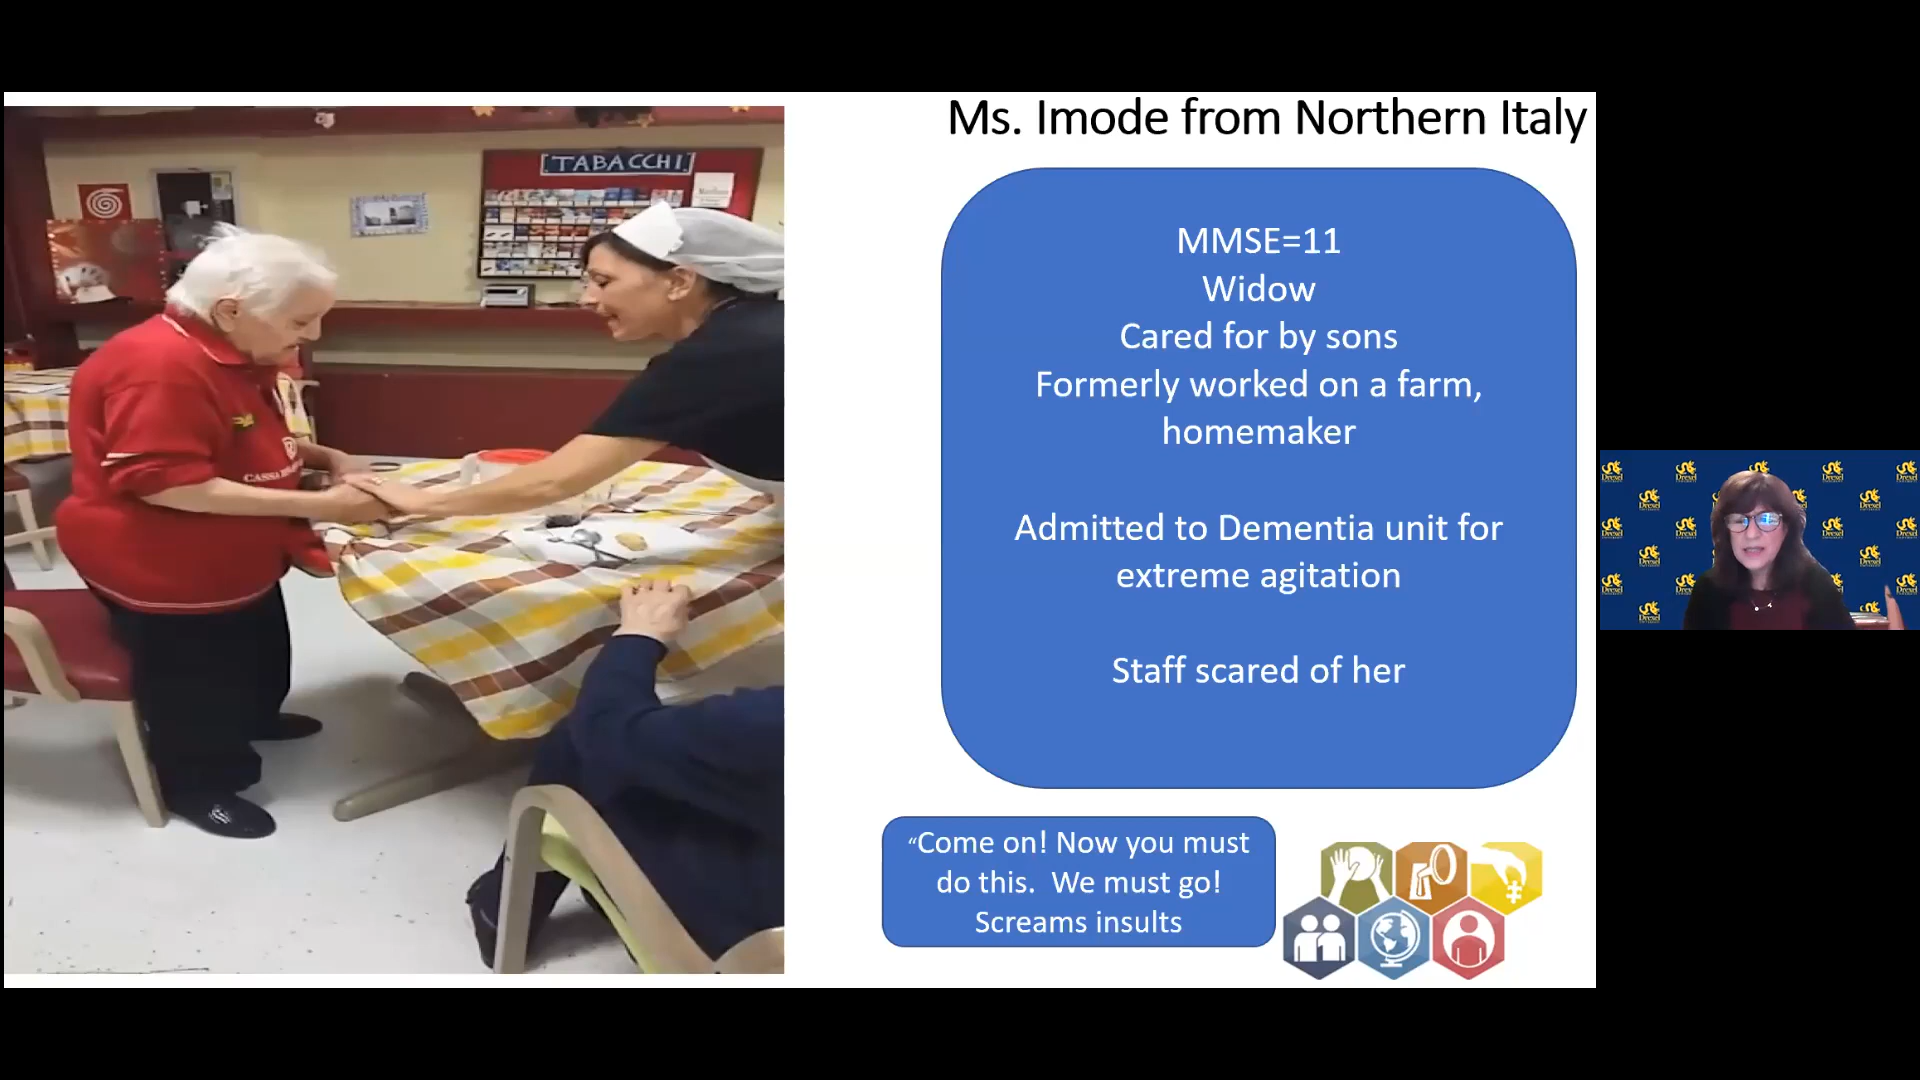 Ms. Imode from Northern Italy
TABACCHI
MMSE=11
Widow
Cared for by sons
Formerly worked on a farm,
homemaker
Admitted to Dementia unit for
extreme agitation
Staff scared of her
“Come on! Now you must
do this. We must go!
Screams insults
Drexel